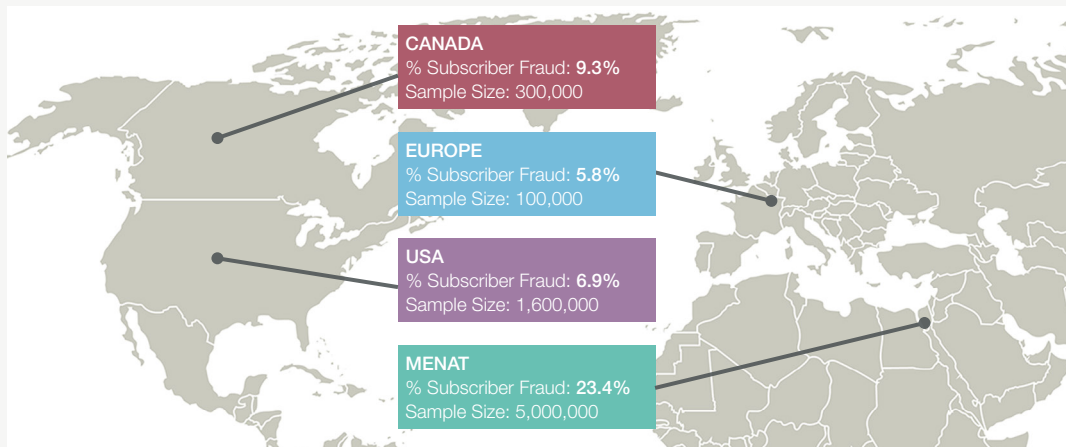 CANADA
% Subscriber Fraud: 9.3%
Sample Size: 300,000
EUROPE
% Subscriber Fraud: 5.8%
Sample Size: 100,000
USA
% Subscriber Fraud: 6.9%
Sample Size: 1,600,000
MENAT
% Subscriber Fraud: 23.4%
Sample Size: 5,000,000